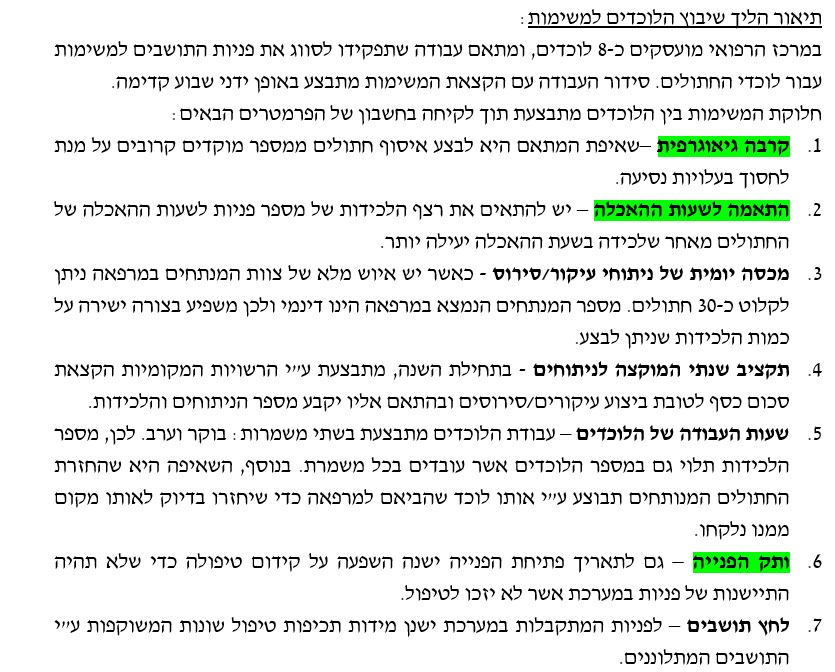 תיאור הליך שיבוץ הלוכדים למשימות:
במרכז הרפואי מועסקים כ-8 לוכדים, ומתאם עבודה שתפקידו לסווג את פניות התושבים למשימות
עבור לוכדי החתולים. סידור העבודה עם הקצאת המשימות מתבצע באופן ידני שבוע קדימה.
חלוקת המשימות בין הלוכדים מתבצעת תוך לקיחה בחשבון של הפרמטרים הבאים:
1. קרבה גיאוגרפית –שאיפת המתאם היא לבצע איסוף חתולים ממספר מוקדים קרובים על מנת
לחסוך בעלויות נסיעה.
2. התאמה לשעות ההאכלה – יש להתאים את רצף הלכידות של מספר פניות לשעות ההאכלה של
החתולים מאחר שלכידה בשעת ההאכלה יעילה יותר.
3. מכסה יומית של ניתוחי עיקור/סירוס - כאשר יש איוש מלא של צוות המנתחים במרפאה ניתן
לקלוט כ-30 חתולים. מספר המנתחים הנמצא במרפאה הינו דינמי ולכן משפיע בצורה ישירה על
כמות הלכידות שניתן לבצע.
4. תקציב שנתי המוקצה לניתוחים - בתחילת השנה, מתבצעת ע״י הרשויות המקומיות הקצאת
סכום כסף לטובת ביצוע עיקורים/סירוסים ובהתאם אליו יקבע מספר הניתוחים והלכידות.
5. שעות העבודה של הלוכדים – עבודת הלוכדים מתבצעת בשתי משמרות: בוקר וערב. לכן, מספר
הלכידות תלוי גם במספר הלוכדים אשר עובדים בכל משמרת. בנוסף, השאיפה היא שהחזרת
החתולים המנותחים תבוצע ע״י אותו לוכד שהביאם למרפאה כדי שיחזרו בדיוק לאותו מקום
ממנו נלקחו.
6. ותק הפנייה – גם לתאריך פתיחת הפנייה ישנה השפעה על קידום טיפולה כדי שלא תהיה
התיישנות של פניות במערכת אשר לא יזכו לטיפול.
7. לחץ תושבים – לפניות המתקבלות במערכת ישנן מידות תכיפות טיפול שונות המשוקפות ע״י
התושבים המתלוננים.